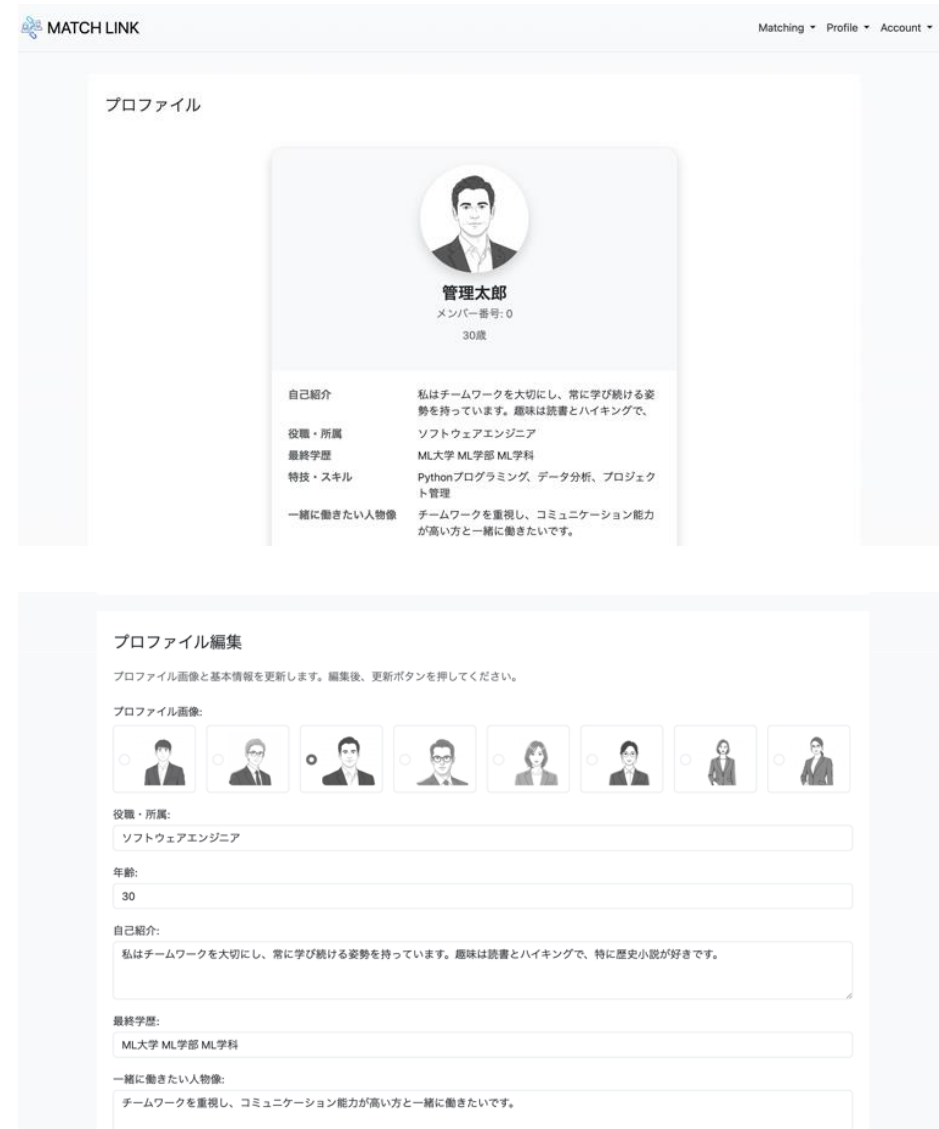 MATCH LINK
Matching Profile Account
プロファイル
管理太郎
メンバー番号: 0
30歳
自己紹介 私はチームワークを大切にし、常に学び続ける姿
勢を持っています。趣味は読書とハイキングで、
役職・所属 ソフトウェアエンジニア
最終学歴 ML大学 ML学部 ML学科
特技・スキル Pythonプログラミング、データ分析、プロジェク
ト管理
一緒に働きたい人物像 チームワークを重視し、コミュニケーション能力
が高い方と一緒に働きたいです。
プロファイル編集
プロファイル画像と基本情報を更新します。編集後、更新ボタンを押してください。
プロファイル画像:
役職・所属:
ソフトウェアエンジニア
年齢:
30
自己紹介:
私はチームワークを大切にし、常に学び続ける姿勢を持っています。趣味は読書とハイキングで、特に歴史小説が好きです。
最終学歴:
ML大学 ML学部 ML学科
一緒に働きたい人物像:
チームワークを重視し、コミュニケーション能力が高い方と一緒に働きたいです。